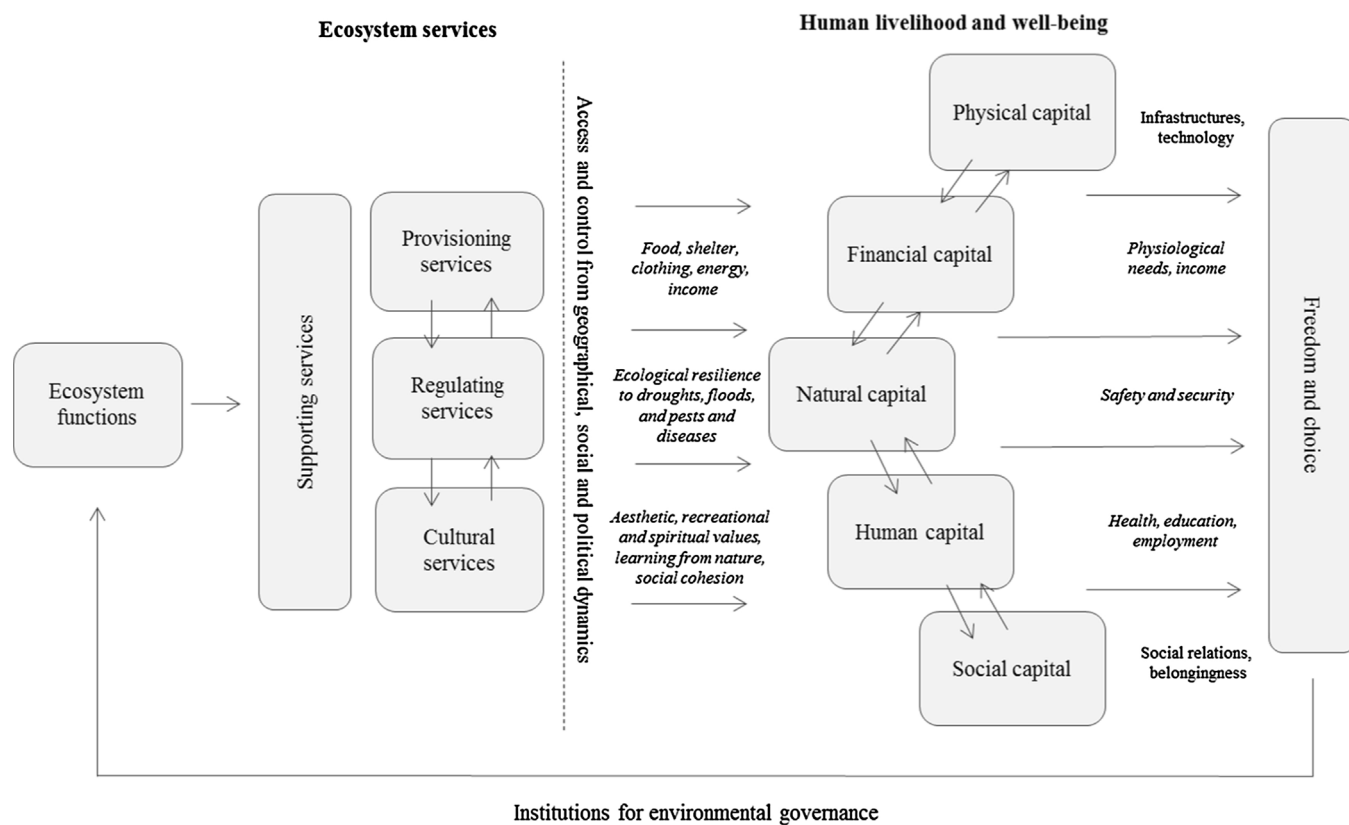 Ecosystem services
Human livelihood and well-being
Ecosystem
functions
Supporting services
Provisioning
services
Regulating
services
Cultural
services
Access and control from geographical, social and political dynamics
Food, shelter,
clothing, energy,
income
Ecological resilience
to droughts, floods,
and pests and
diseases
Aesthetic, recreational
and spiritual values,
learning from nature,
social cohesion
Physical capital
Financial capital
Natural capital
Human capital
Social capital
Infrastructures,
technology
Physiological
needs, income
Safety and security
Health, education,
employment
Social relations,
belongingness
Freedom and choice
Institutions for environmental governance